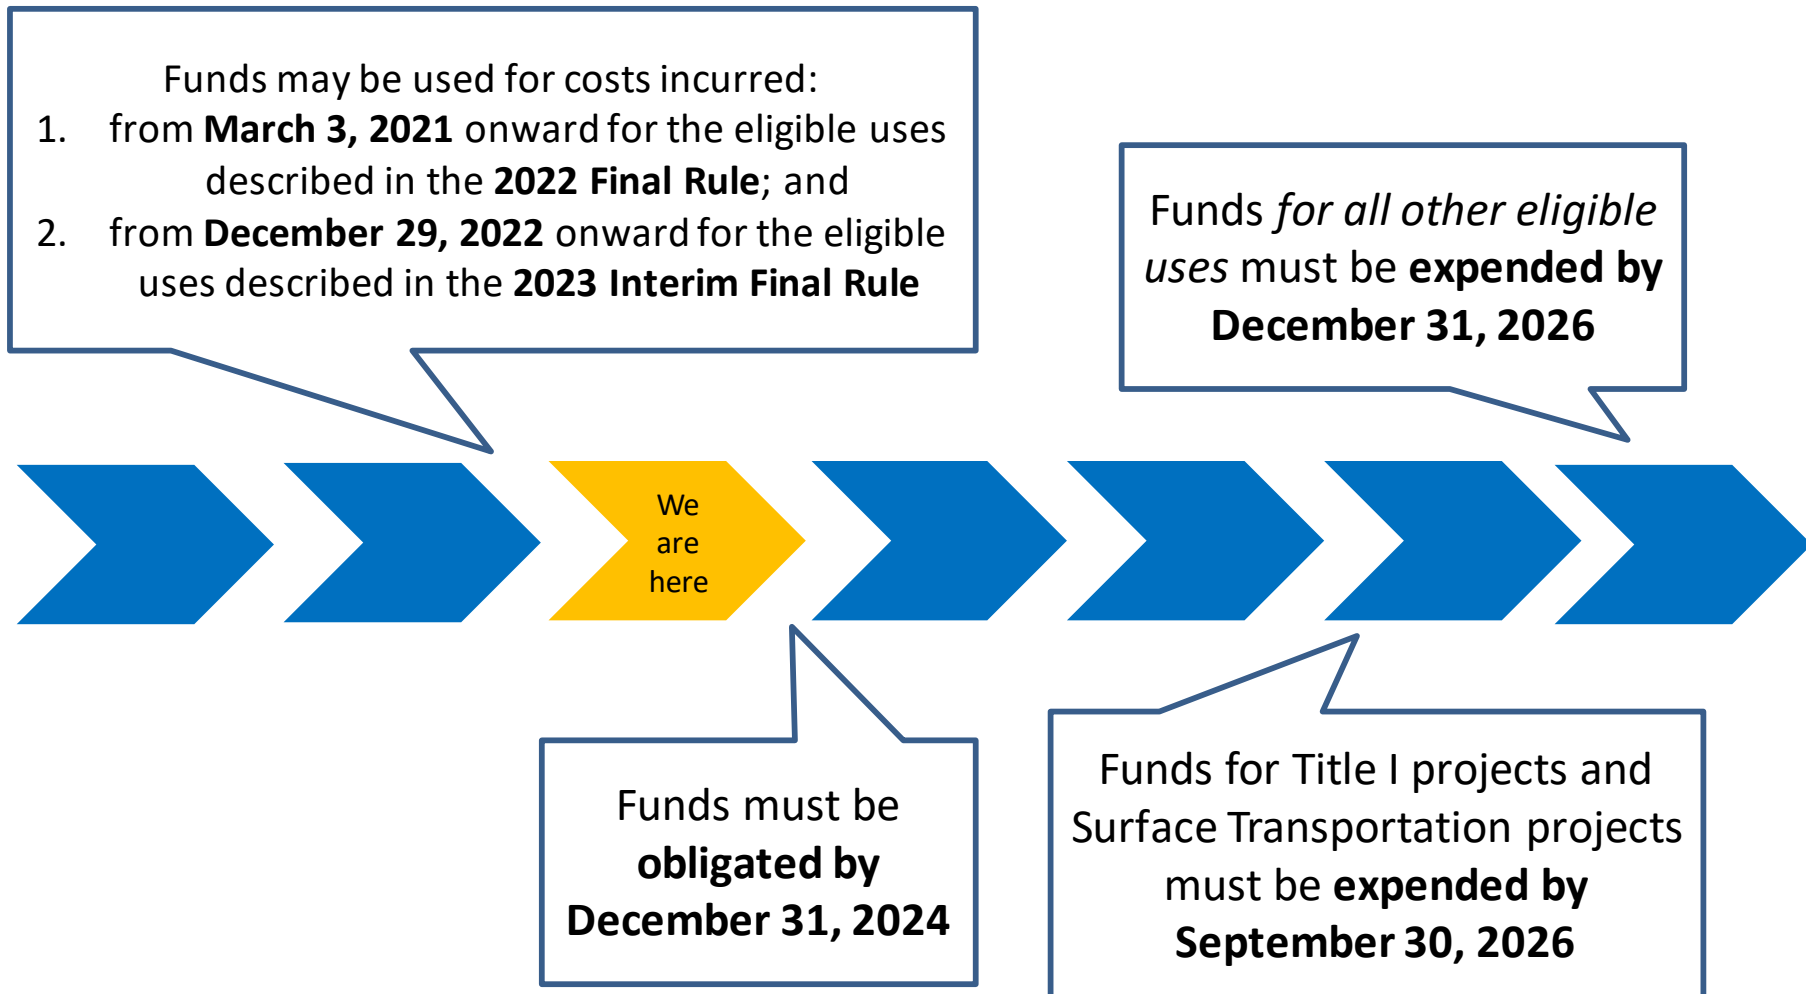 Funds may be used for costs incurred:
1. from March 3, 2021 onward for the eligible uses
described in the 2022 Final Rule; and
2. from December 29, 2022 onward for the eligible
uses described in the 2023 Interim Final Rule
Funds for all other eligible
uses must be expended by
December 31, 2026
We
are
here
Funds must be
obligated by
December 31, 2024
Funds for Title I projects and
Surface Transportation projects
must be expended by
September 30, 2026